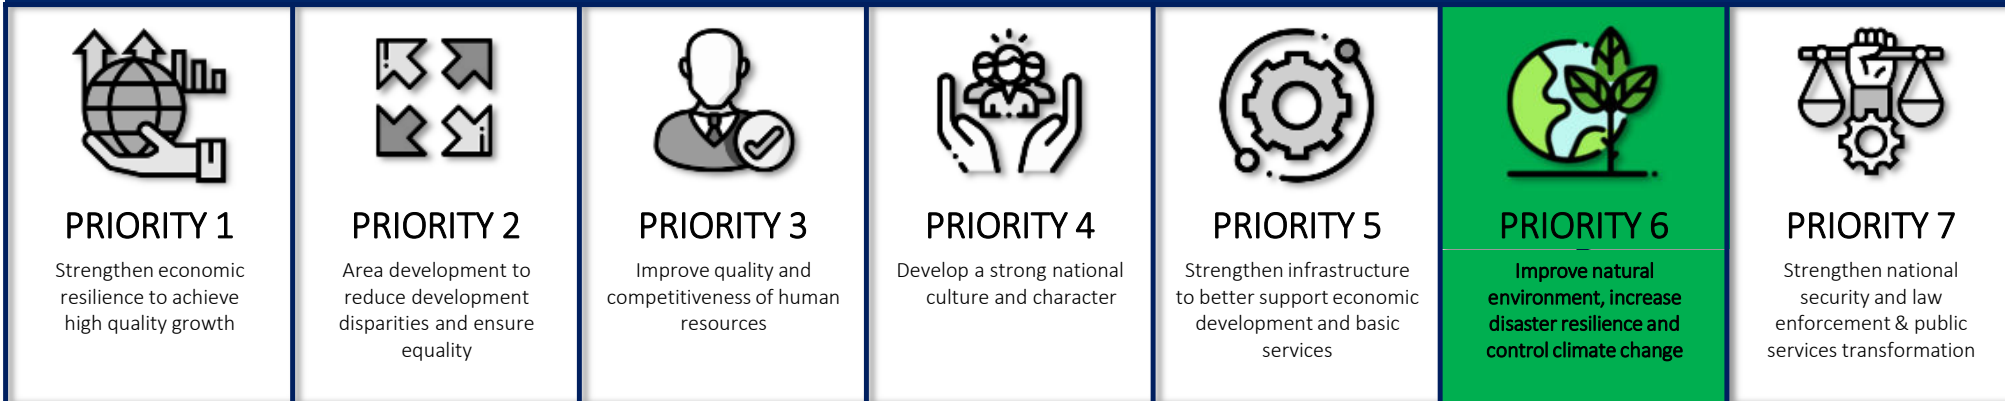 PRIORITY 1
Strengthen economic
resilience to achieve
high quality growth
PRIORITY 2
Area development to
reduce development
disparities and ensure
equality
PRIORITY 3
Improve quality and
competitiveness of human
resources
PRIORITY 4
Develop a strong national
culture and character
PRIORITY 5
Strengthen infrastructure
to better support economic
development and basic
services
PRIORITY 6
Improve natural
environment, increase
disaster resilience and
control climate change
PRIORITY 7
Strengthen national
security and law
enforcement & public
services transformation